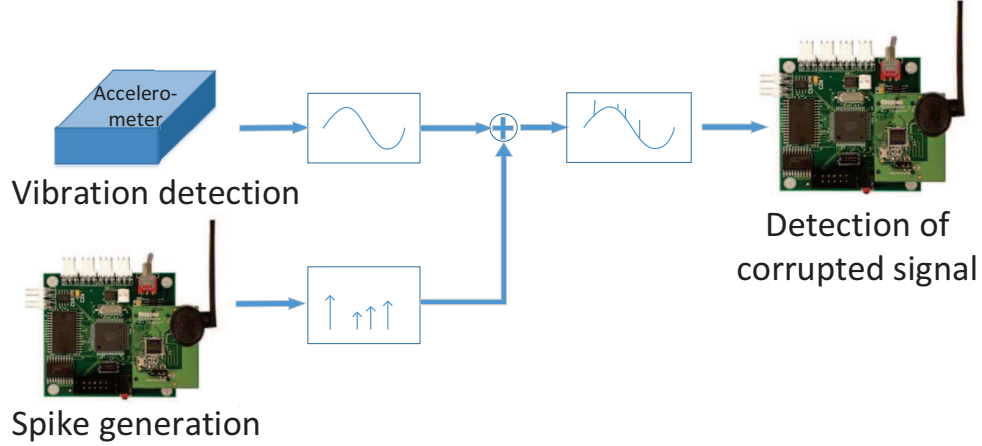 Accelero-
meter
Vibration detection
Detection of
corrupted signal
Spike generation